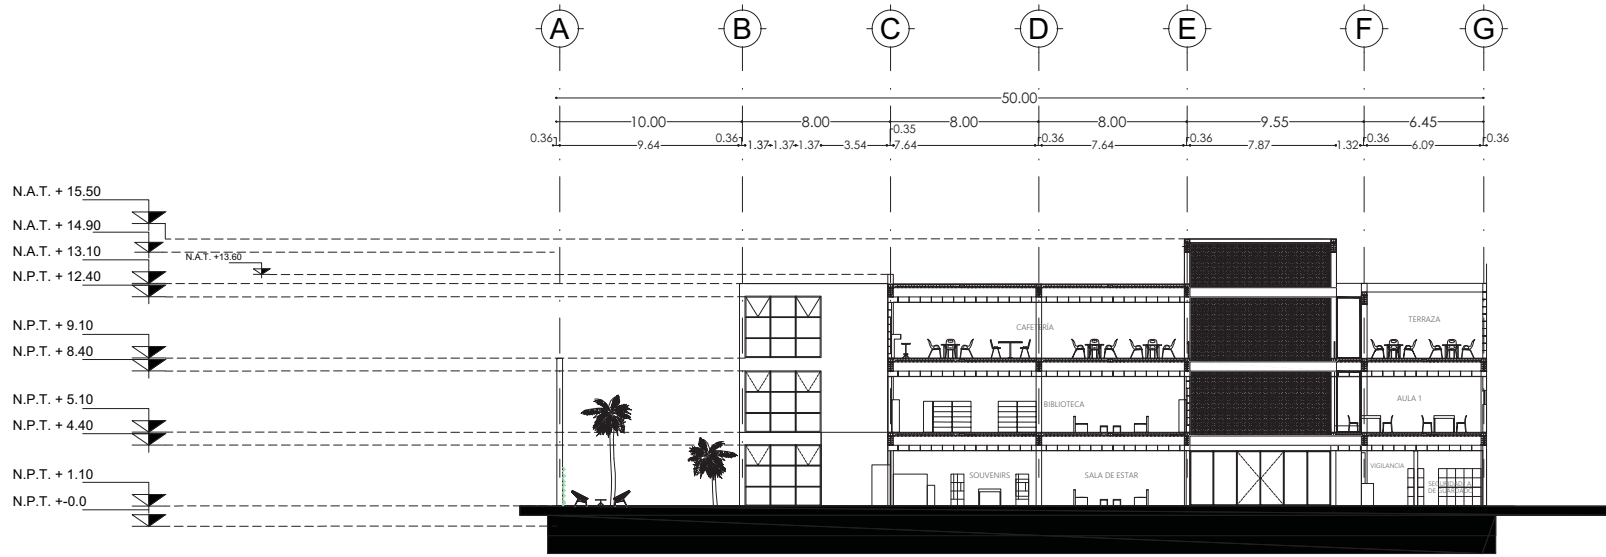 A B C D E F G
50.00
10.00 8.00 8.00 8.00 9.55 6.45
0.36 0.36 0.35 0.36 0.36 0.36 0.36
9.64 1.37 1.37 1.37 3.54 7.64 7.64 7.87 1.32 6.09
N.A.T. + 15.50
N.A.T. + 14.90
N.A.T. + 13.10
N.A.T. +13.60
N.P.T. + 12.40
N.P.T. + 9.10
N.P.T. + 8.40
N.P.T. + 5.10
N.P.T. + 4.40
N.P.T. + 1.10
N.P.T. +-0.0
CAFETERÍA
TERRAZA
BIBLIOTECA
AULA 1
SOUVENIRS
SALA DE ESTAR
VIGILANCIA
DE GUARDADO